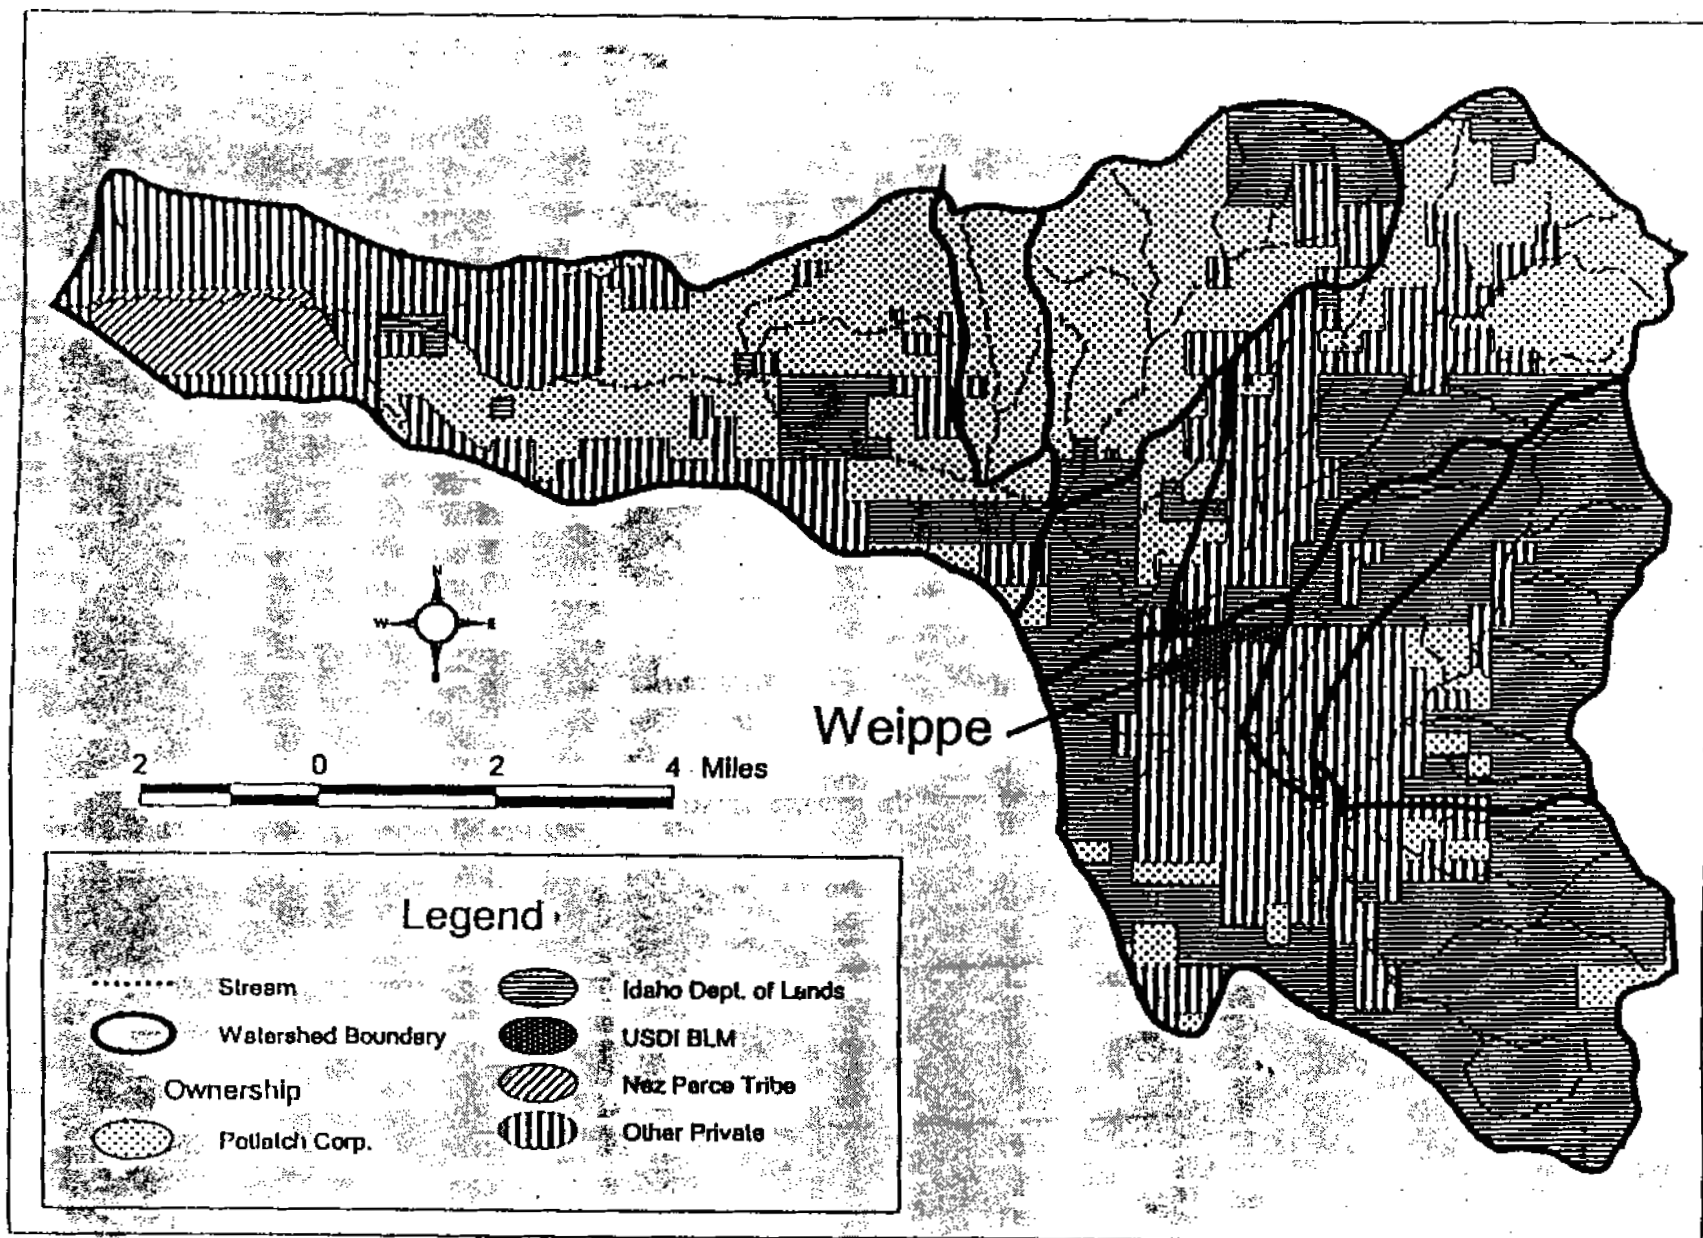 N
W
E
S
Weippe
2 0 2 4 Miles
Legend
Stream
Watershed Boundary
Ownership
Potlatch Corp.
Idaho Dept. of Lands
USDI BLM
Nez Perce Tribe
Other Private